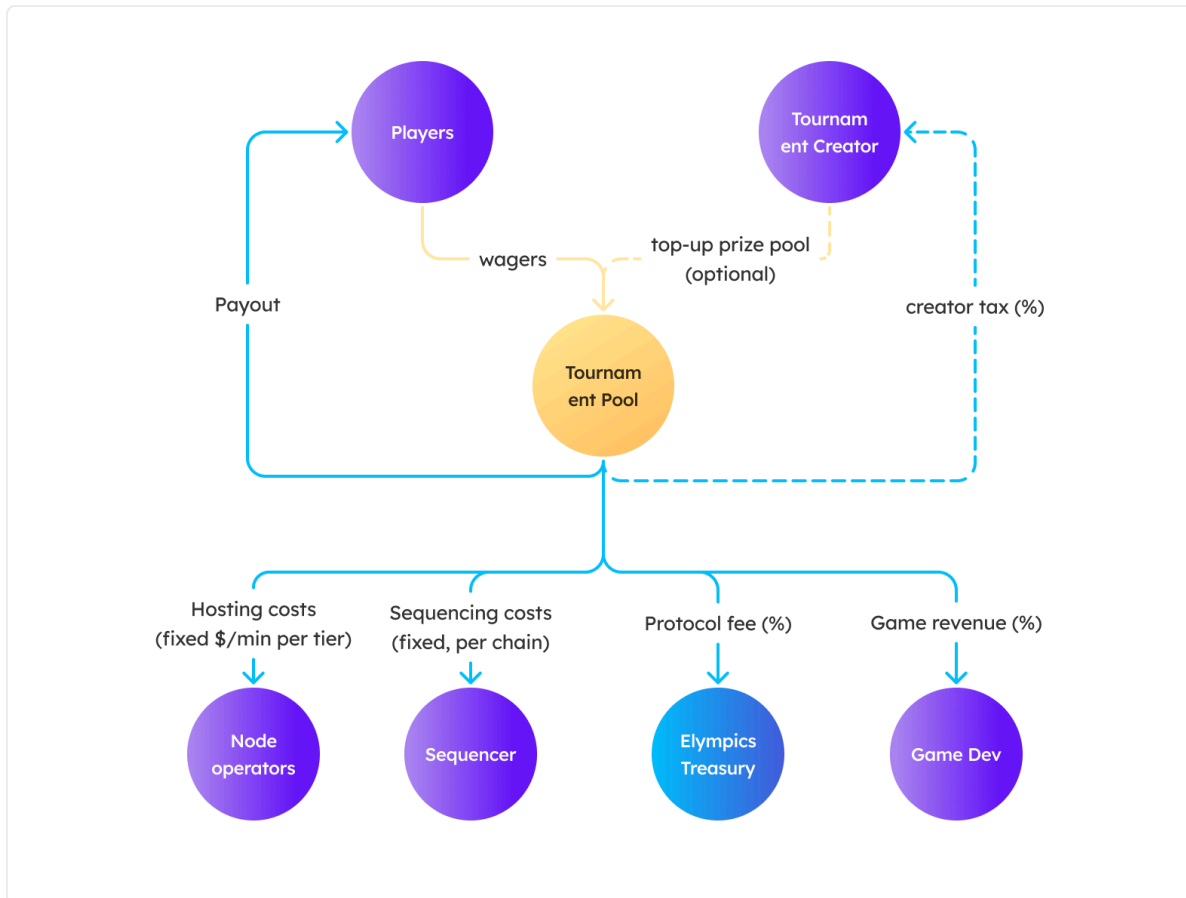 Players
Tournam
ent Creator
wagers
top-up prize pool
(optional)
Payout
creator tax (%)
Tournam
ent Pool
Hosting costs
(fixed $/min per tier)
Sequencing costs
(fixed, per chain)
Protocol fee (%)
Game revenue (%)
Node
operators
Sequencer
Elympics
Treasury
Game Dev